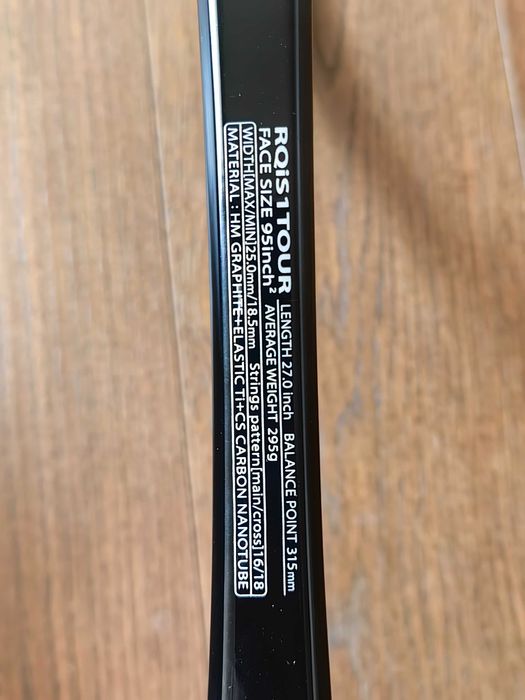 RQiS1TOUR LENGTH 27.0 inch BALANCE POINT 315mm
FACE SIZE 95inch² AVERAGE WEIGHT 295g
WIDTH[MAX/MIN]25.0mm/18.5mm Strings pattern[main/cross]16/18
MATERIAL : HM GRAPHITE+ELASTIC Ti+CS CARBON NANOTUBE